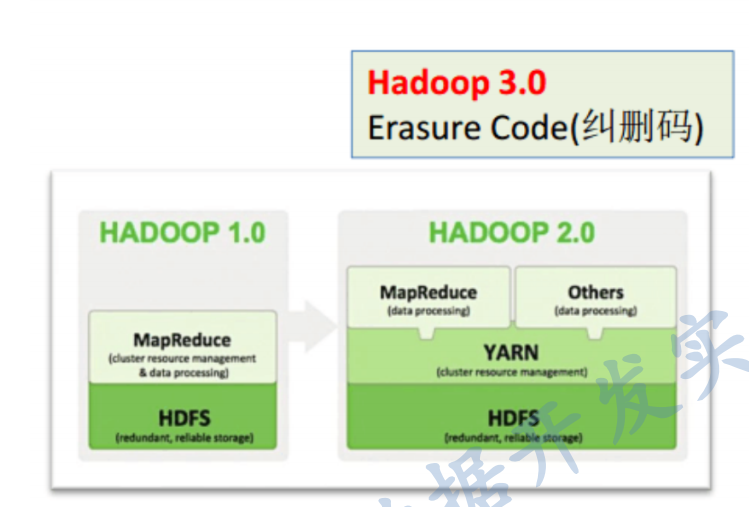 Hadoop 3.0
Erasure Code(纠删码)
HADOOP 1.0
MapReduce
(cluster resource management
& data processing)
HDFS
(redundant, reliable storage)
HADOOP 2.0
MapReduce
(data processing)
Others
(data processing)
YARN
(cluster resource management)
HDFS
(redundant, reliable storage)
据开发实